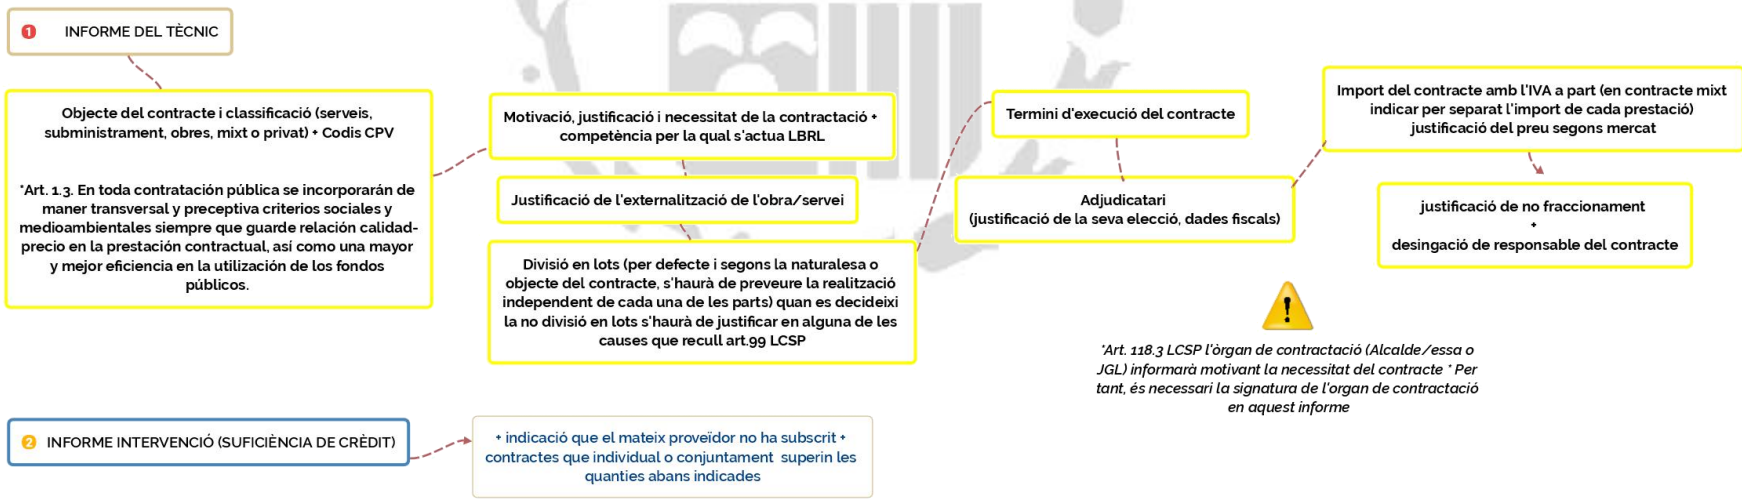 1 INFORME DEL TÈCNIC
Objecte del contracte i classificació (serveis,
subministrament, obres, mixt o privat) + Codis CPV
*Art. 1.3. En toda contratación pública se incorporarán de
maner transversal y preceptiva criterios sociales y
medioambientales siempre que guarde relación calidad-
precio en la prestación contractual, así como una mayor
y mejor eficiencia en la utilización de los fondos
públicos.
Motivació, justificació i necessitat de la contractació +
competència per la qual s'actua LBRL
Justificació de l'externalització de l'obra/servei
Divisió en lots (per defecte i segons la naturalesa o
objecte del contracte, s'haurà de preveure la realització
independent de cada una de les parts) quan es decideixi
la no divisió en lots s'haurà de justificar en alguna de les
causes que recull art.99 LCSP
Termini d'execució del contracte
Adjudicatari
(justificació de la seva elecció, dades fiscals)
Import del contracte amb l'IVA a part (en contracte mixt
indicar per separat l'import de cada prestació)
justificació del preu segons mercat
justificació de no fraccionament
+
desingació de responsable del contracte
*Art. 118.3 LCSP l'òrgan de contractació (Alcalde/essa o
JGL) informarà motivant la necessitat del contracte * Per
tant, és necessari la signatura de l'organ de contractació
en aquest informe
2 INFORME INTERVENCIÓ (SUFICIÈNCIA DE CRÈDIT)
+ indicació que el mateix proveïdor no ha subscrit +
contractes que individual o conjuntament superin les
quanties abans indicades